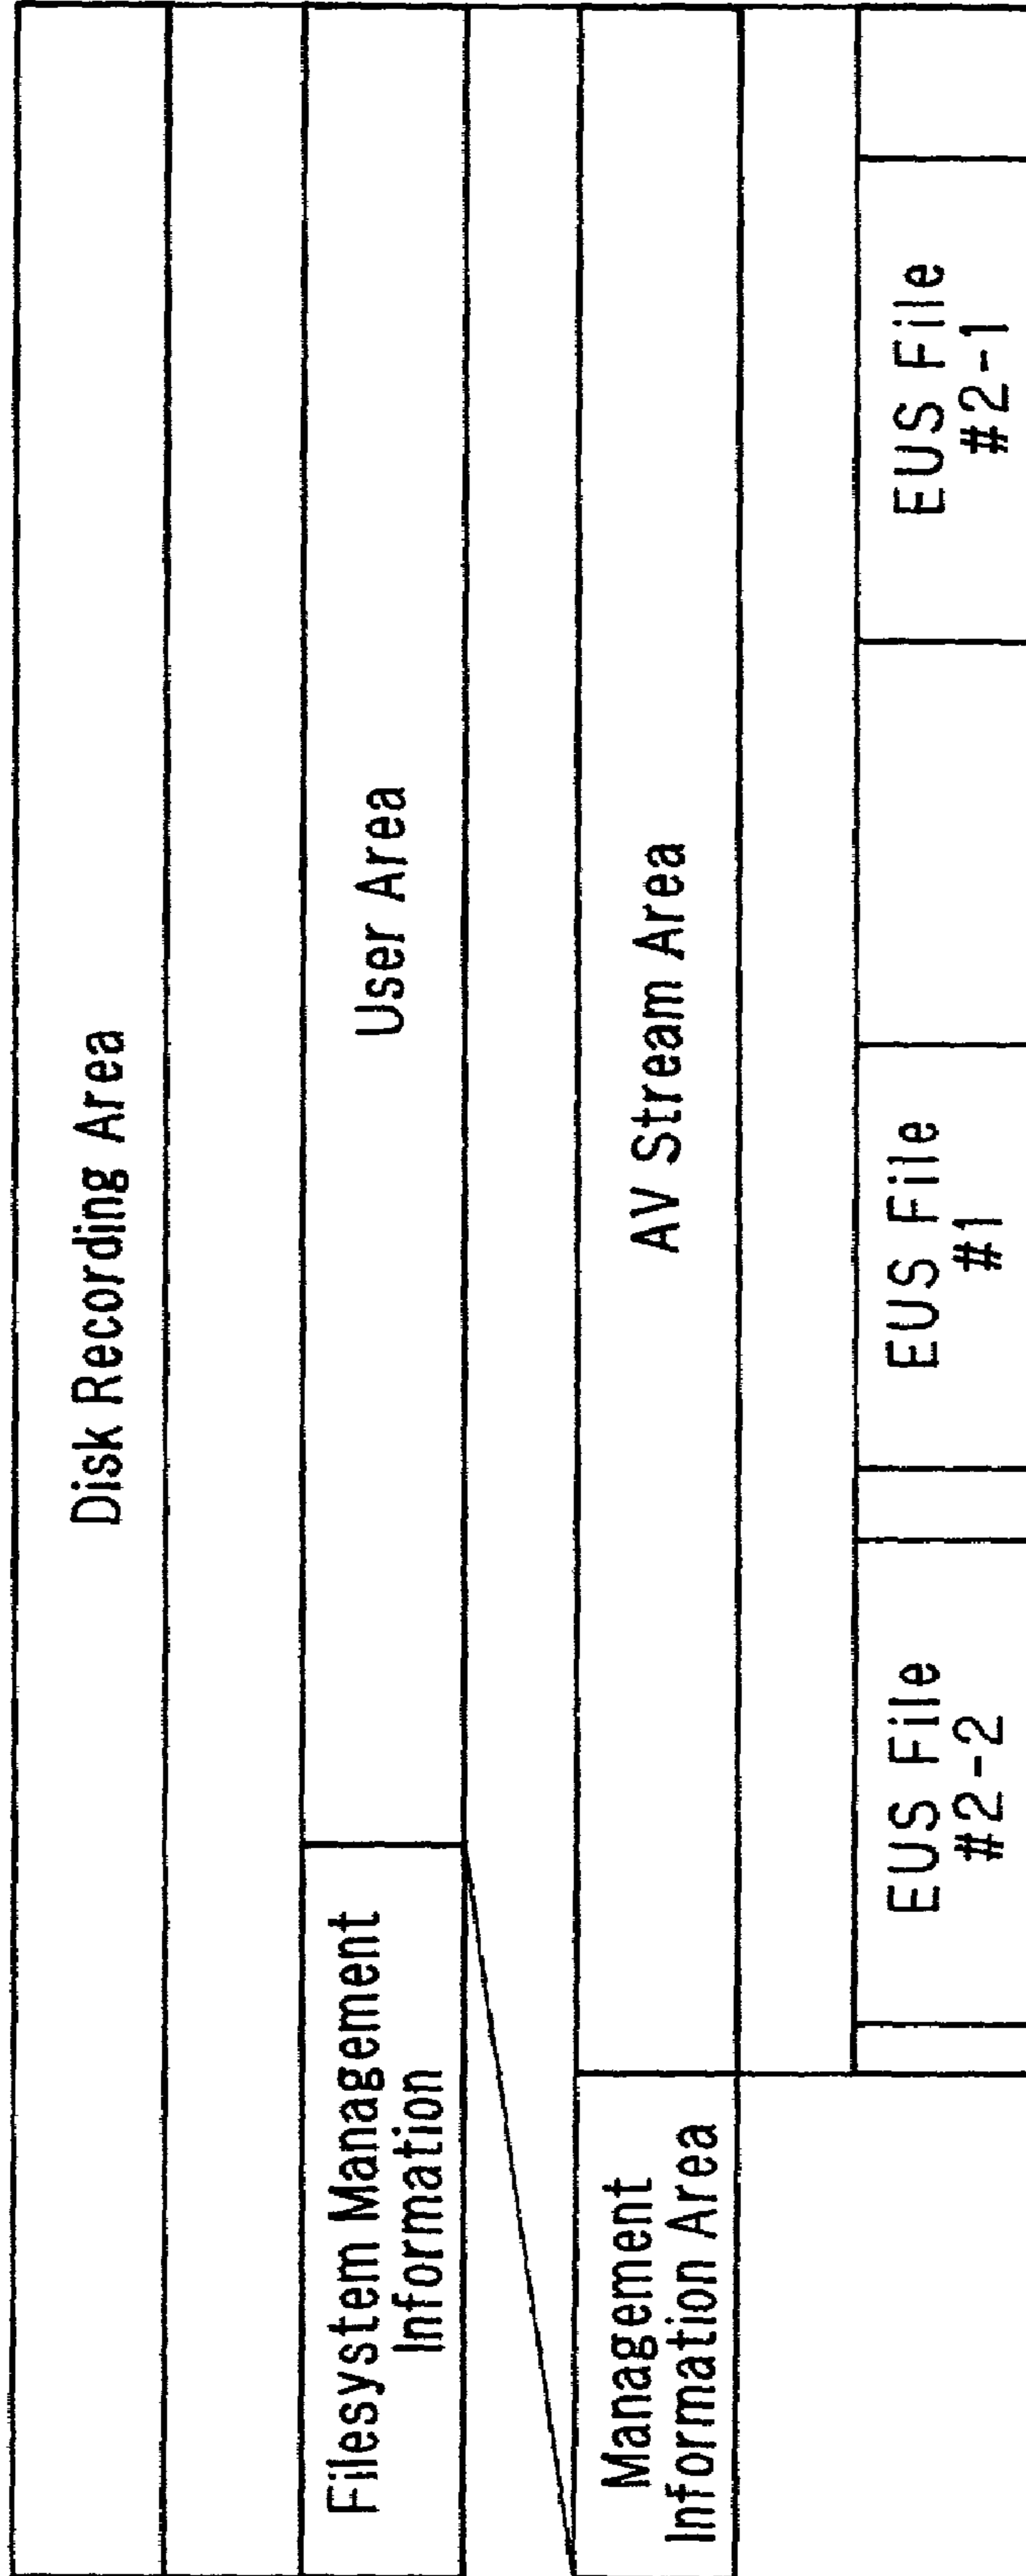 Disk Recording Area
Filesystem Management
Information
User Area
Management
Information Area
AV Stream Area
EUS File
#2-2
EUS File
#1
EUS File
#2-1